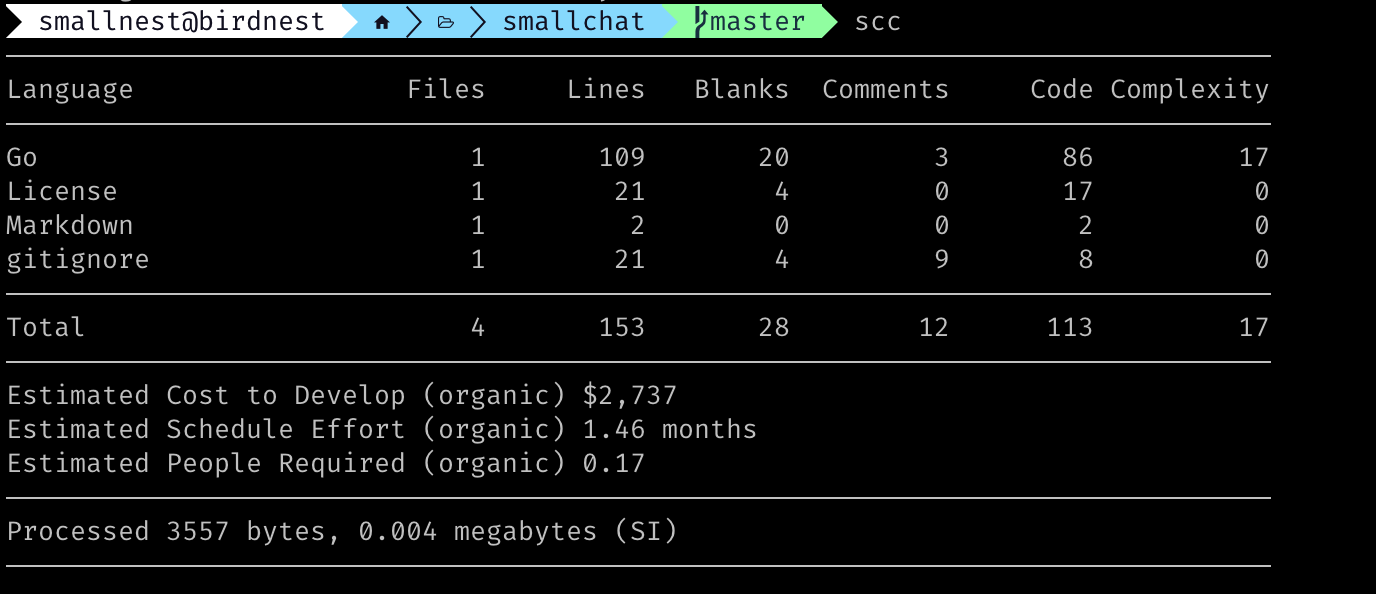 smallnest@birdnest smallchat master scc
Language Files Lines Blanks Comments Code Complexity
Go 1 109 20 3 86 17
License 1 21 4 0 17 0
Markdown 1 2 0 0 2 0
gitignore 1 21 4 9 8 0
Total 4 153 28 12 113 17
Estimated Cost to Develop (organic) $2,737
Estimated Schedule Effort (organic) 1.46 months
Estimated People Required (organic) 0.17
Processed 3557 bytes, 0.004 megabytes (SI)